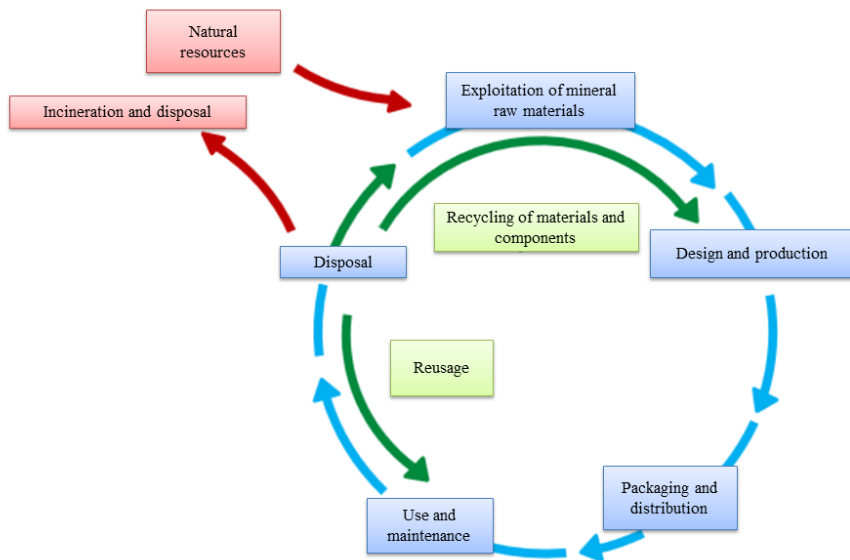 Natural
resources
Incineration and disposal
Exploitation of mineral
raw materials
Recycling of materials and
components
Disposal
Design and production
Reusage
Packaging and
distribution
Use and
maintenance